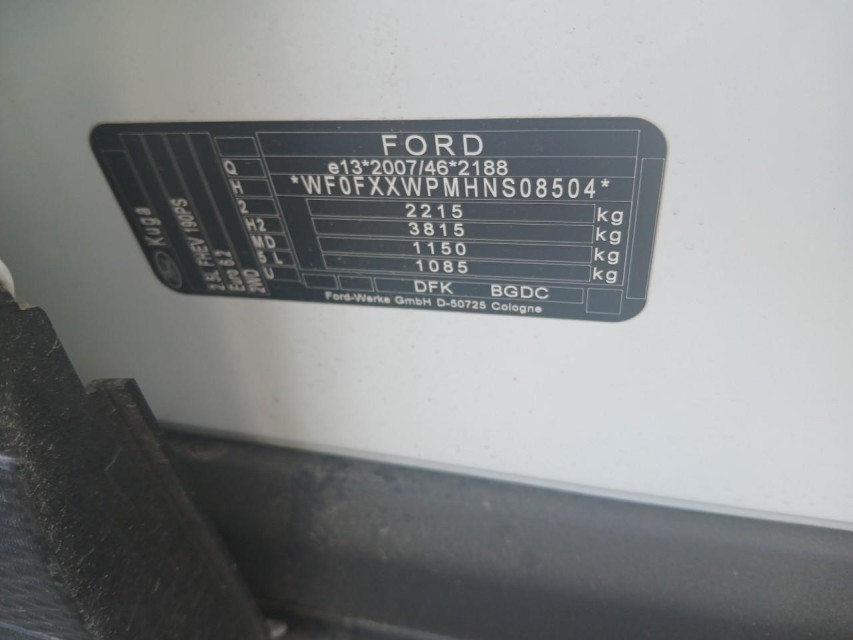 FORD
e13*2007/46*2188
*WF0FXXWPMHNS08504*
2215 kg
3815 kg
1150 kg
1085 kg
DFK BGDC
Ford-Werke GmbH D-50725 Cologne
Q
H
2
H2
MD
5L
U
Kuga
2.5L PHEV 190PS
Euro 6.2
2WD